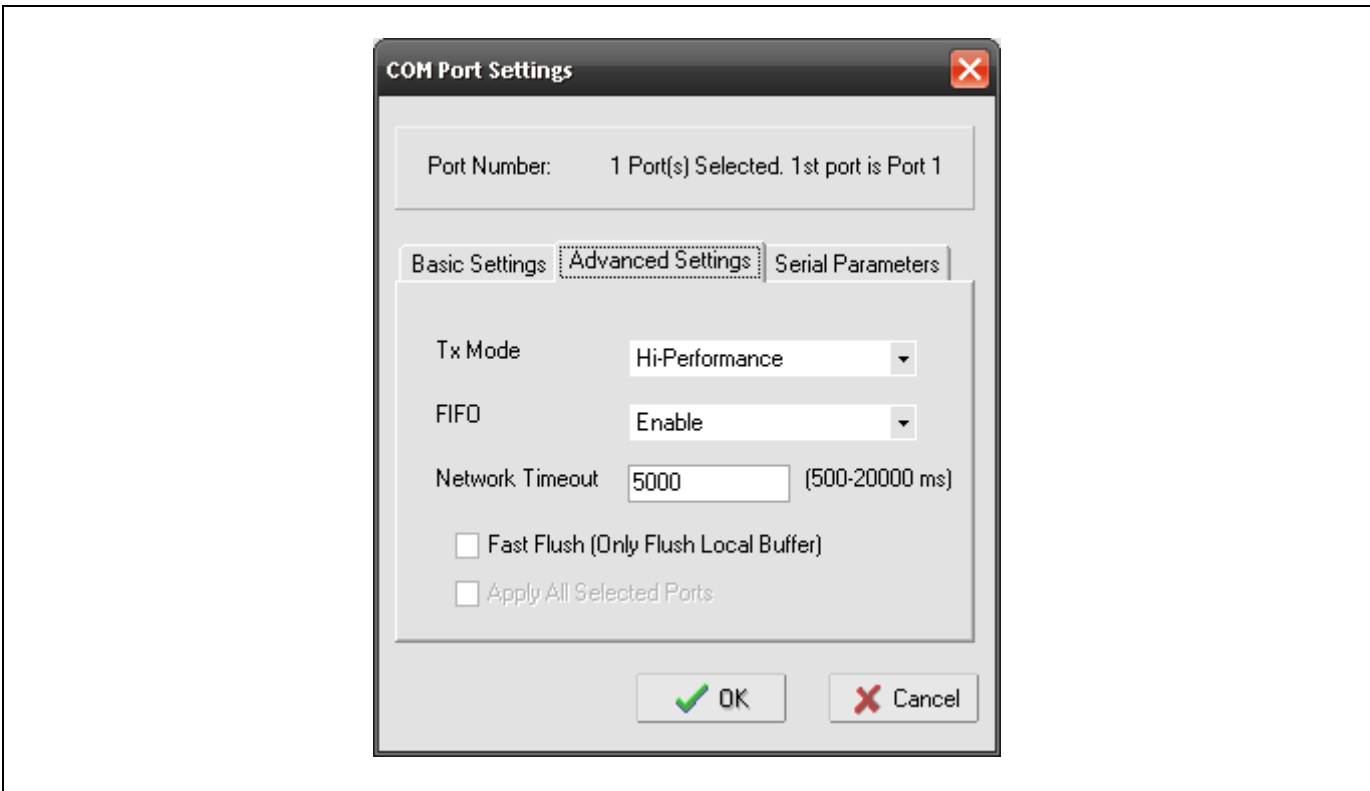 COM Port Settings
Port Number: 1 Port(s) Selected. 1st port is Port 1
Basic Settings Advanced Settings Serial Parameters
Tx Mode Hi-Performance
FIFO Enable
Network Timeout 5000 (500-20000 ms)
Fast Flush (Only Flush Local Buffer)
Apply All Selected Ports
OK Cancel